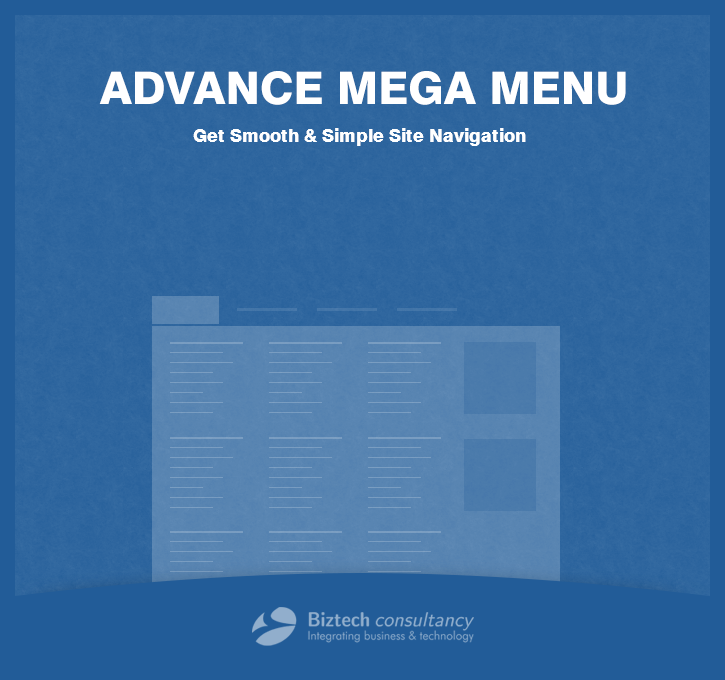 ADVANCE MEGA MENU
Get Smooth & Simple Site Navigation
Biztech consultancy
Integrating business & technology